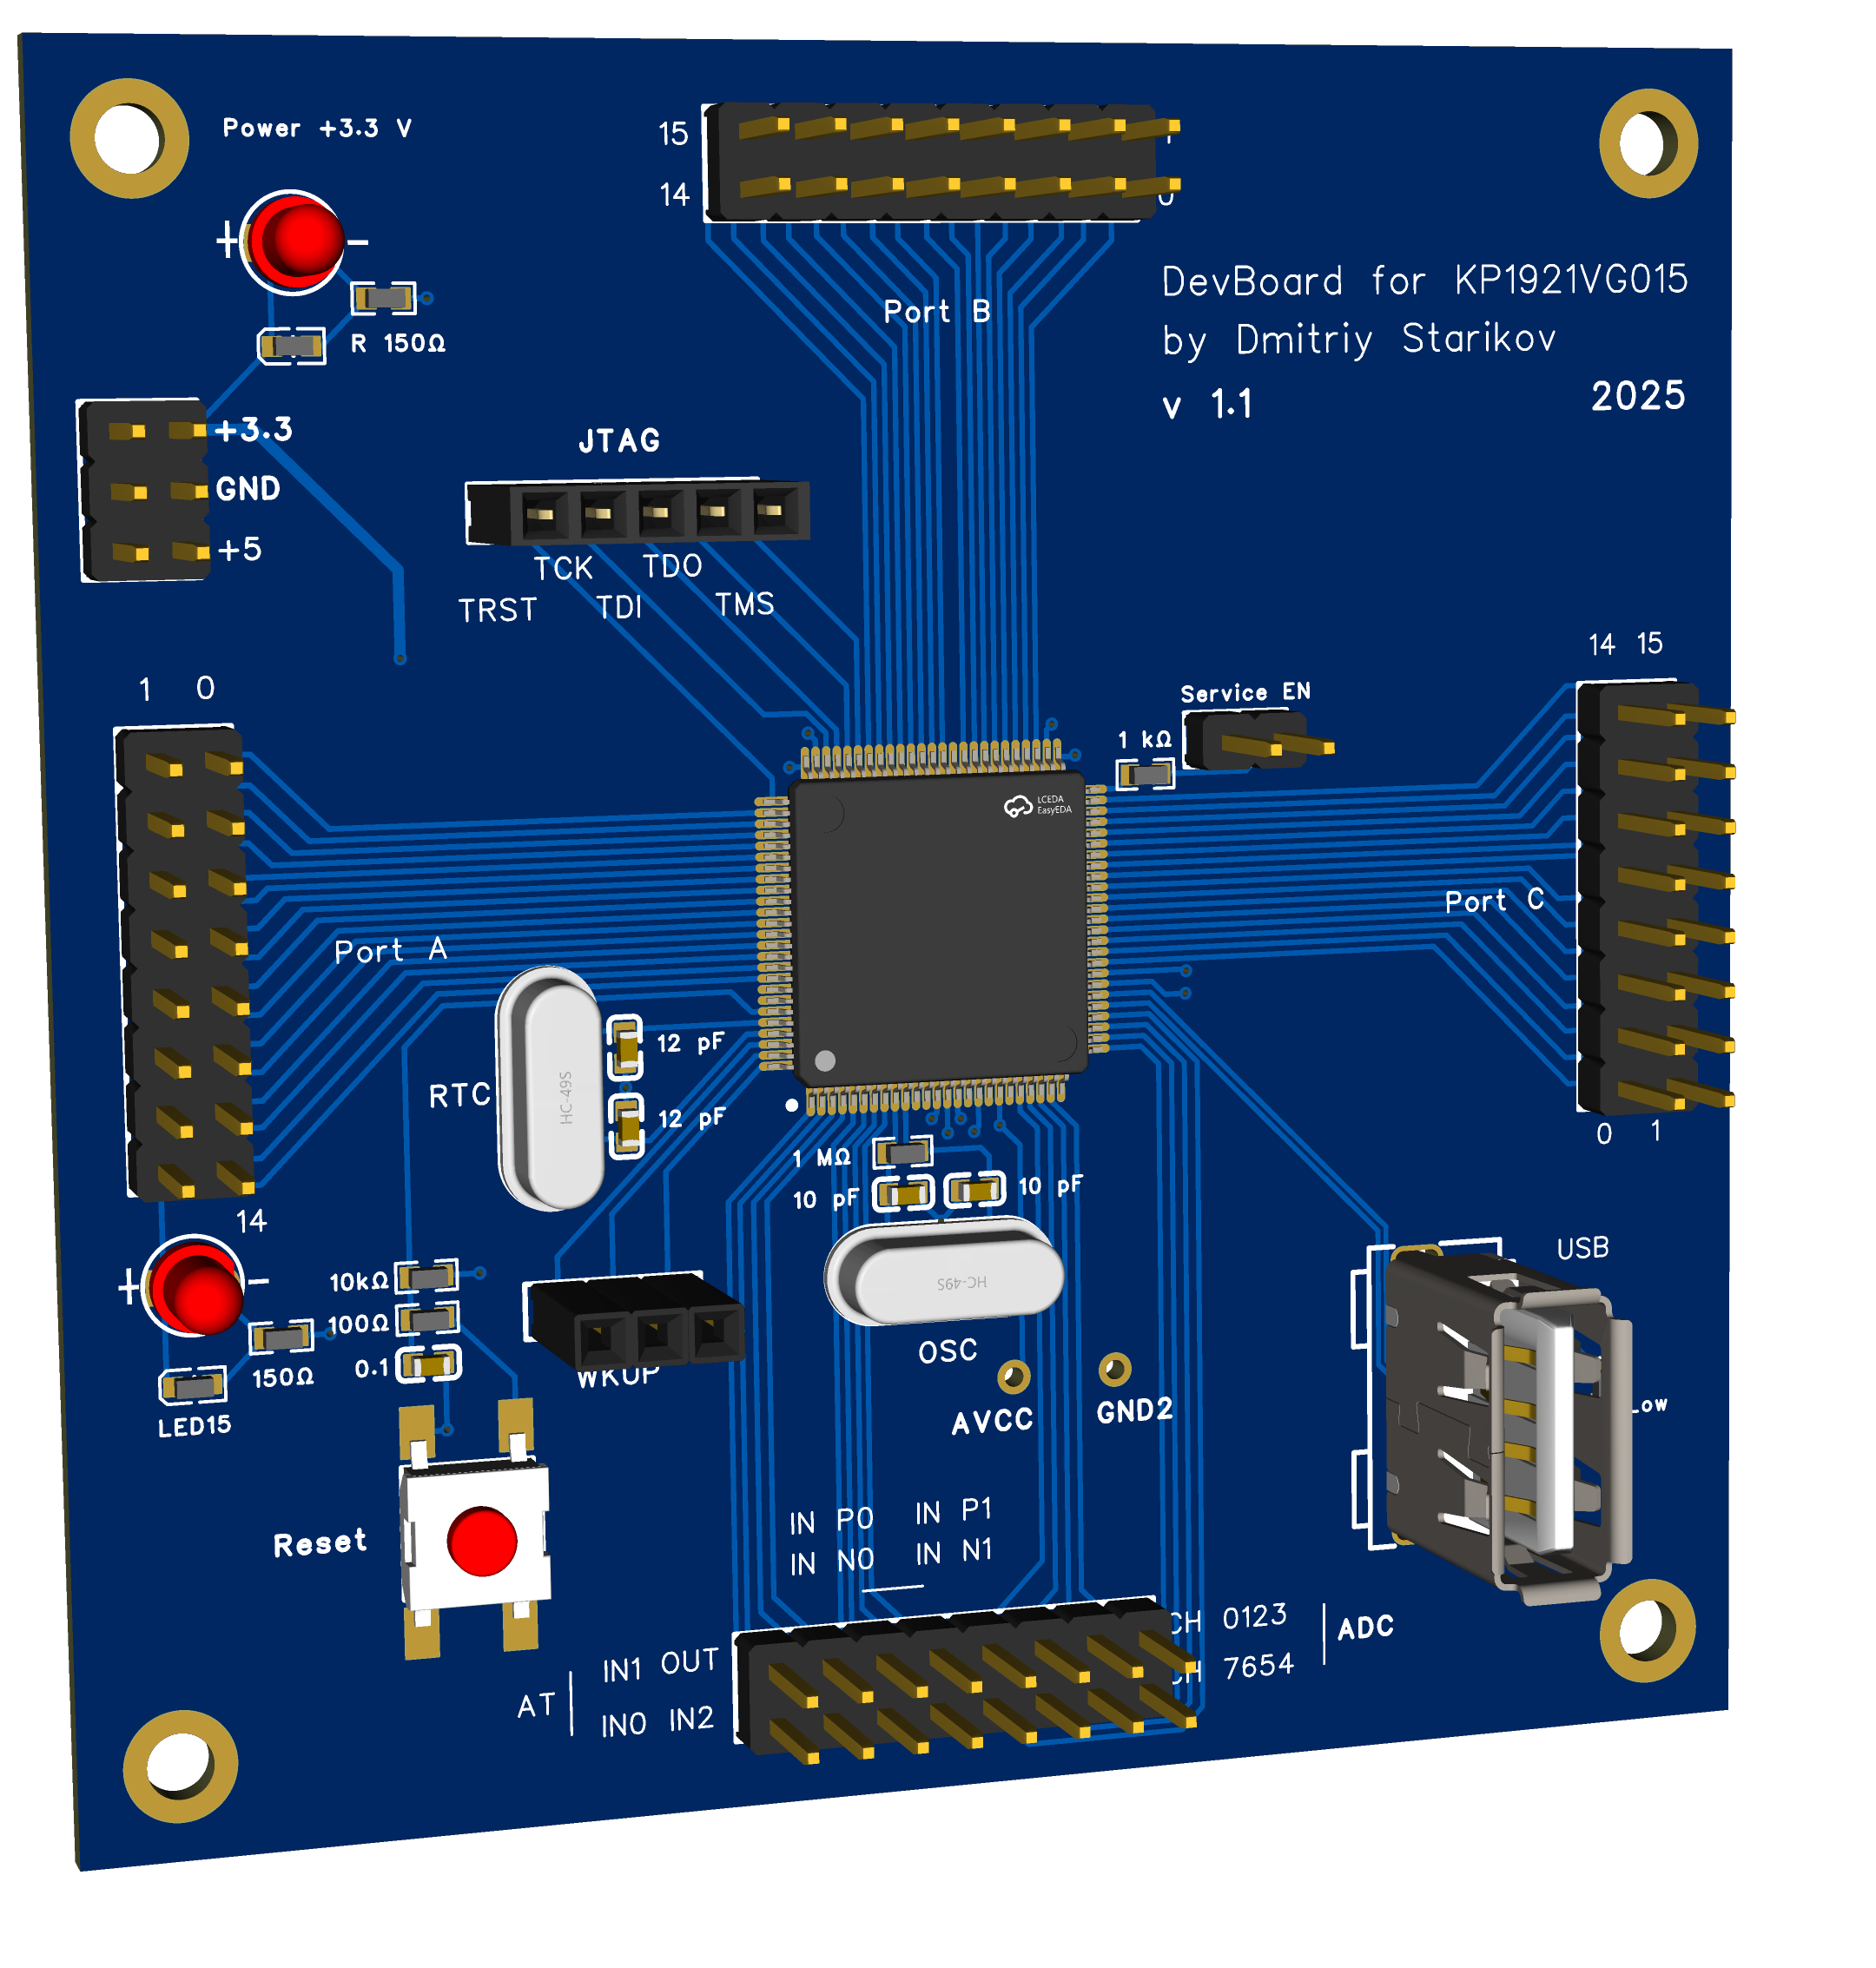 Power +3.3 V
15
14
+
-
R 150Ω
Port B
DevBoard for KP1921VG015
by Dmitriy Starikov
v 1.1
2025
+3.3
GND
+5
JTAG
TCK TDO
TRST TDI TMS
14 15
1 0
Service EN
1 kΩ
LCEDA
EasyEDA
Port A
Port C
RTC
HC-49S
12 pF
12 pF
0 1
1 MΩ
10 pF
10 pF
14
HC-49S
USB
+
-
10kΩ
100Ω
0.1
150Ω
LED15
WKUP
OSC
AVCC
GND2
Reset
IN P0 IN P1
IN N0 IN N1
AT
IN1 OUT
IN0 IN2
CH 0123
CH 7654
ADC